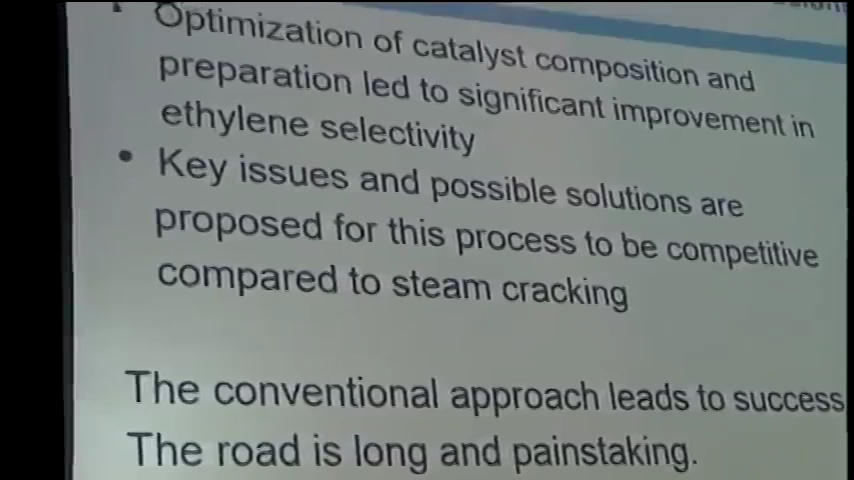 • Optimization of catalyst composition and
preparation led to significant improvement in
ethylene selectivity
• Key issues and possible solutions are
proposed for this process to be competitive
compared to steam cracking
The conventional approach leads to success
The road is long and painstaking.